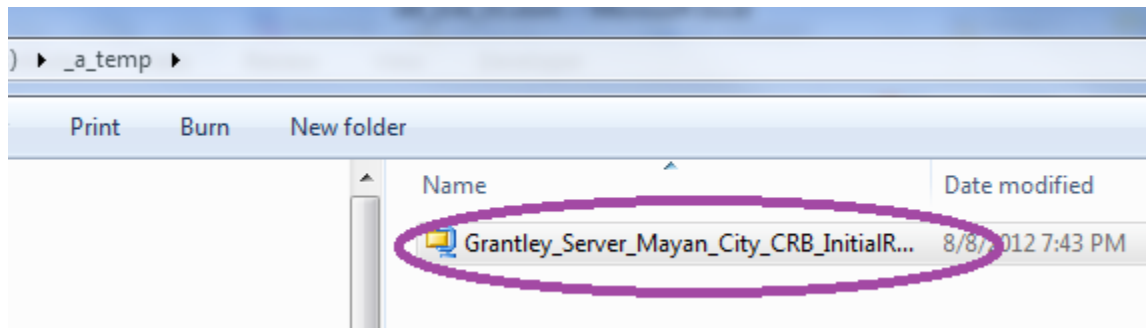 ) ▸ _a_temp ▸
Print Burn New folder
Name Date modified
Grantley_Server_Mayan_City_CRB_InitialR... 8/8/2012 7:43 PM